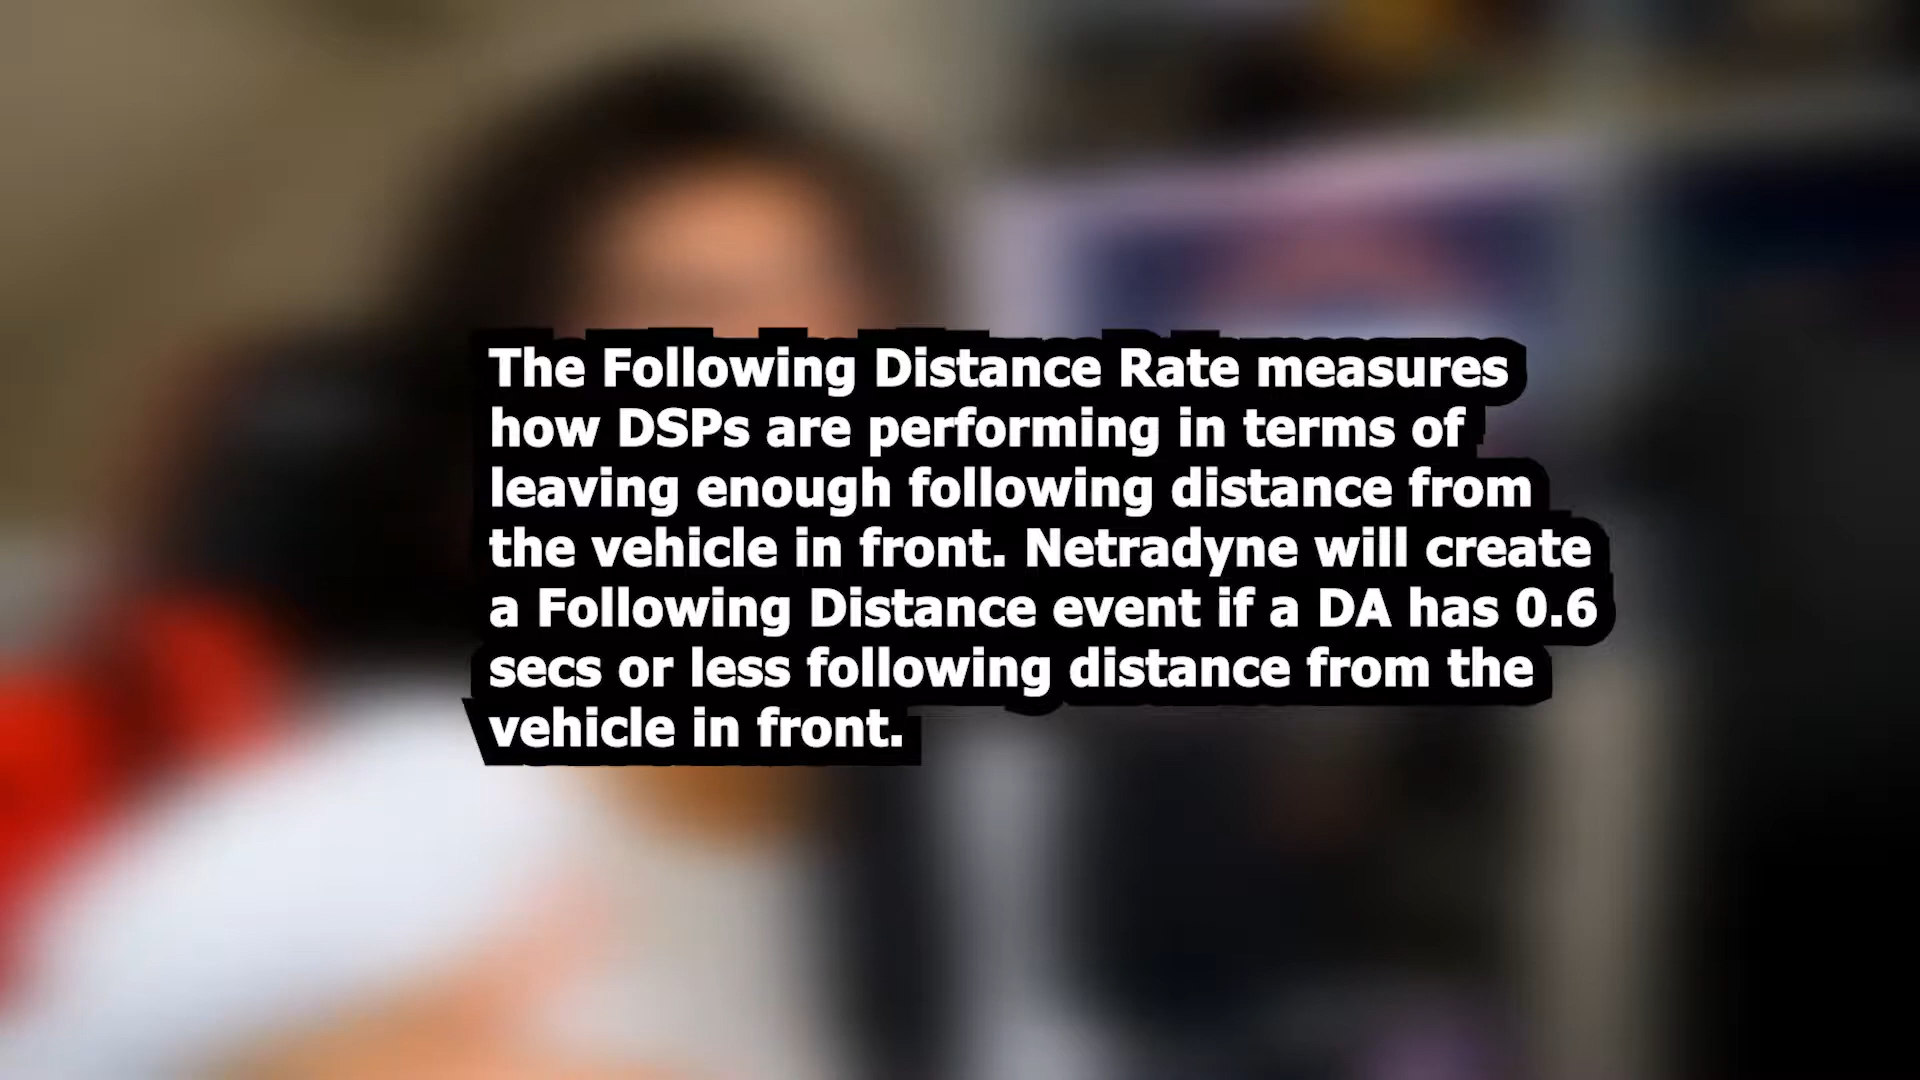 The Following Distance Rate measures
how DSPs are performing in terms of
leaving enough following distance from
the vehicle in front. Netradyne will create
a Following Distance event if a DA has 0.6
secs or less following distance from the
vehicle in front.